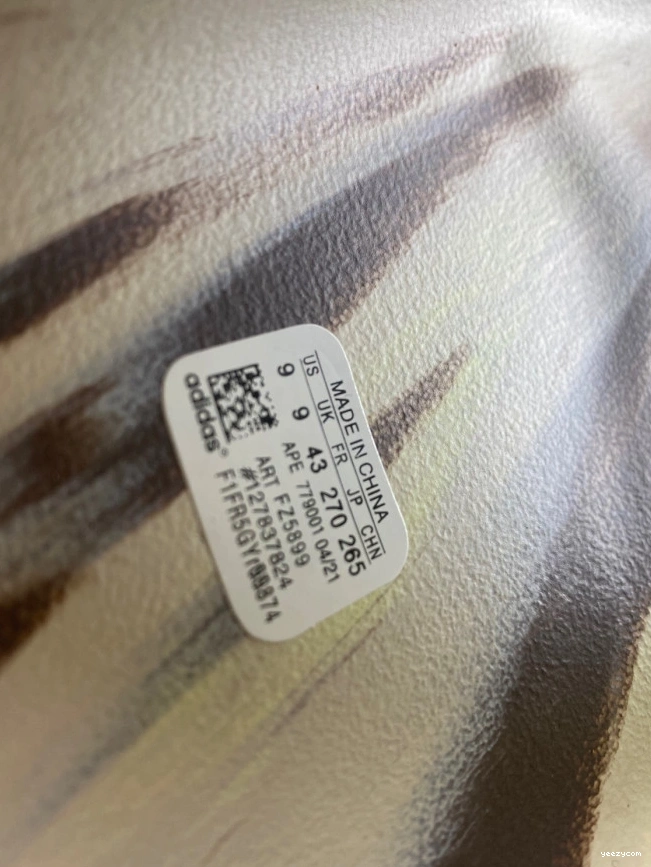 MADE IN CHINA
US UK FR JP CHN
9 9 43 270 265
APE 779001 04/21
ART FZ5899
#127837824
adidas®
yeezycom